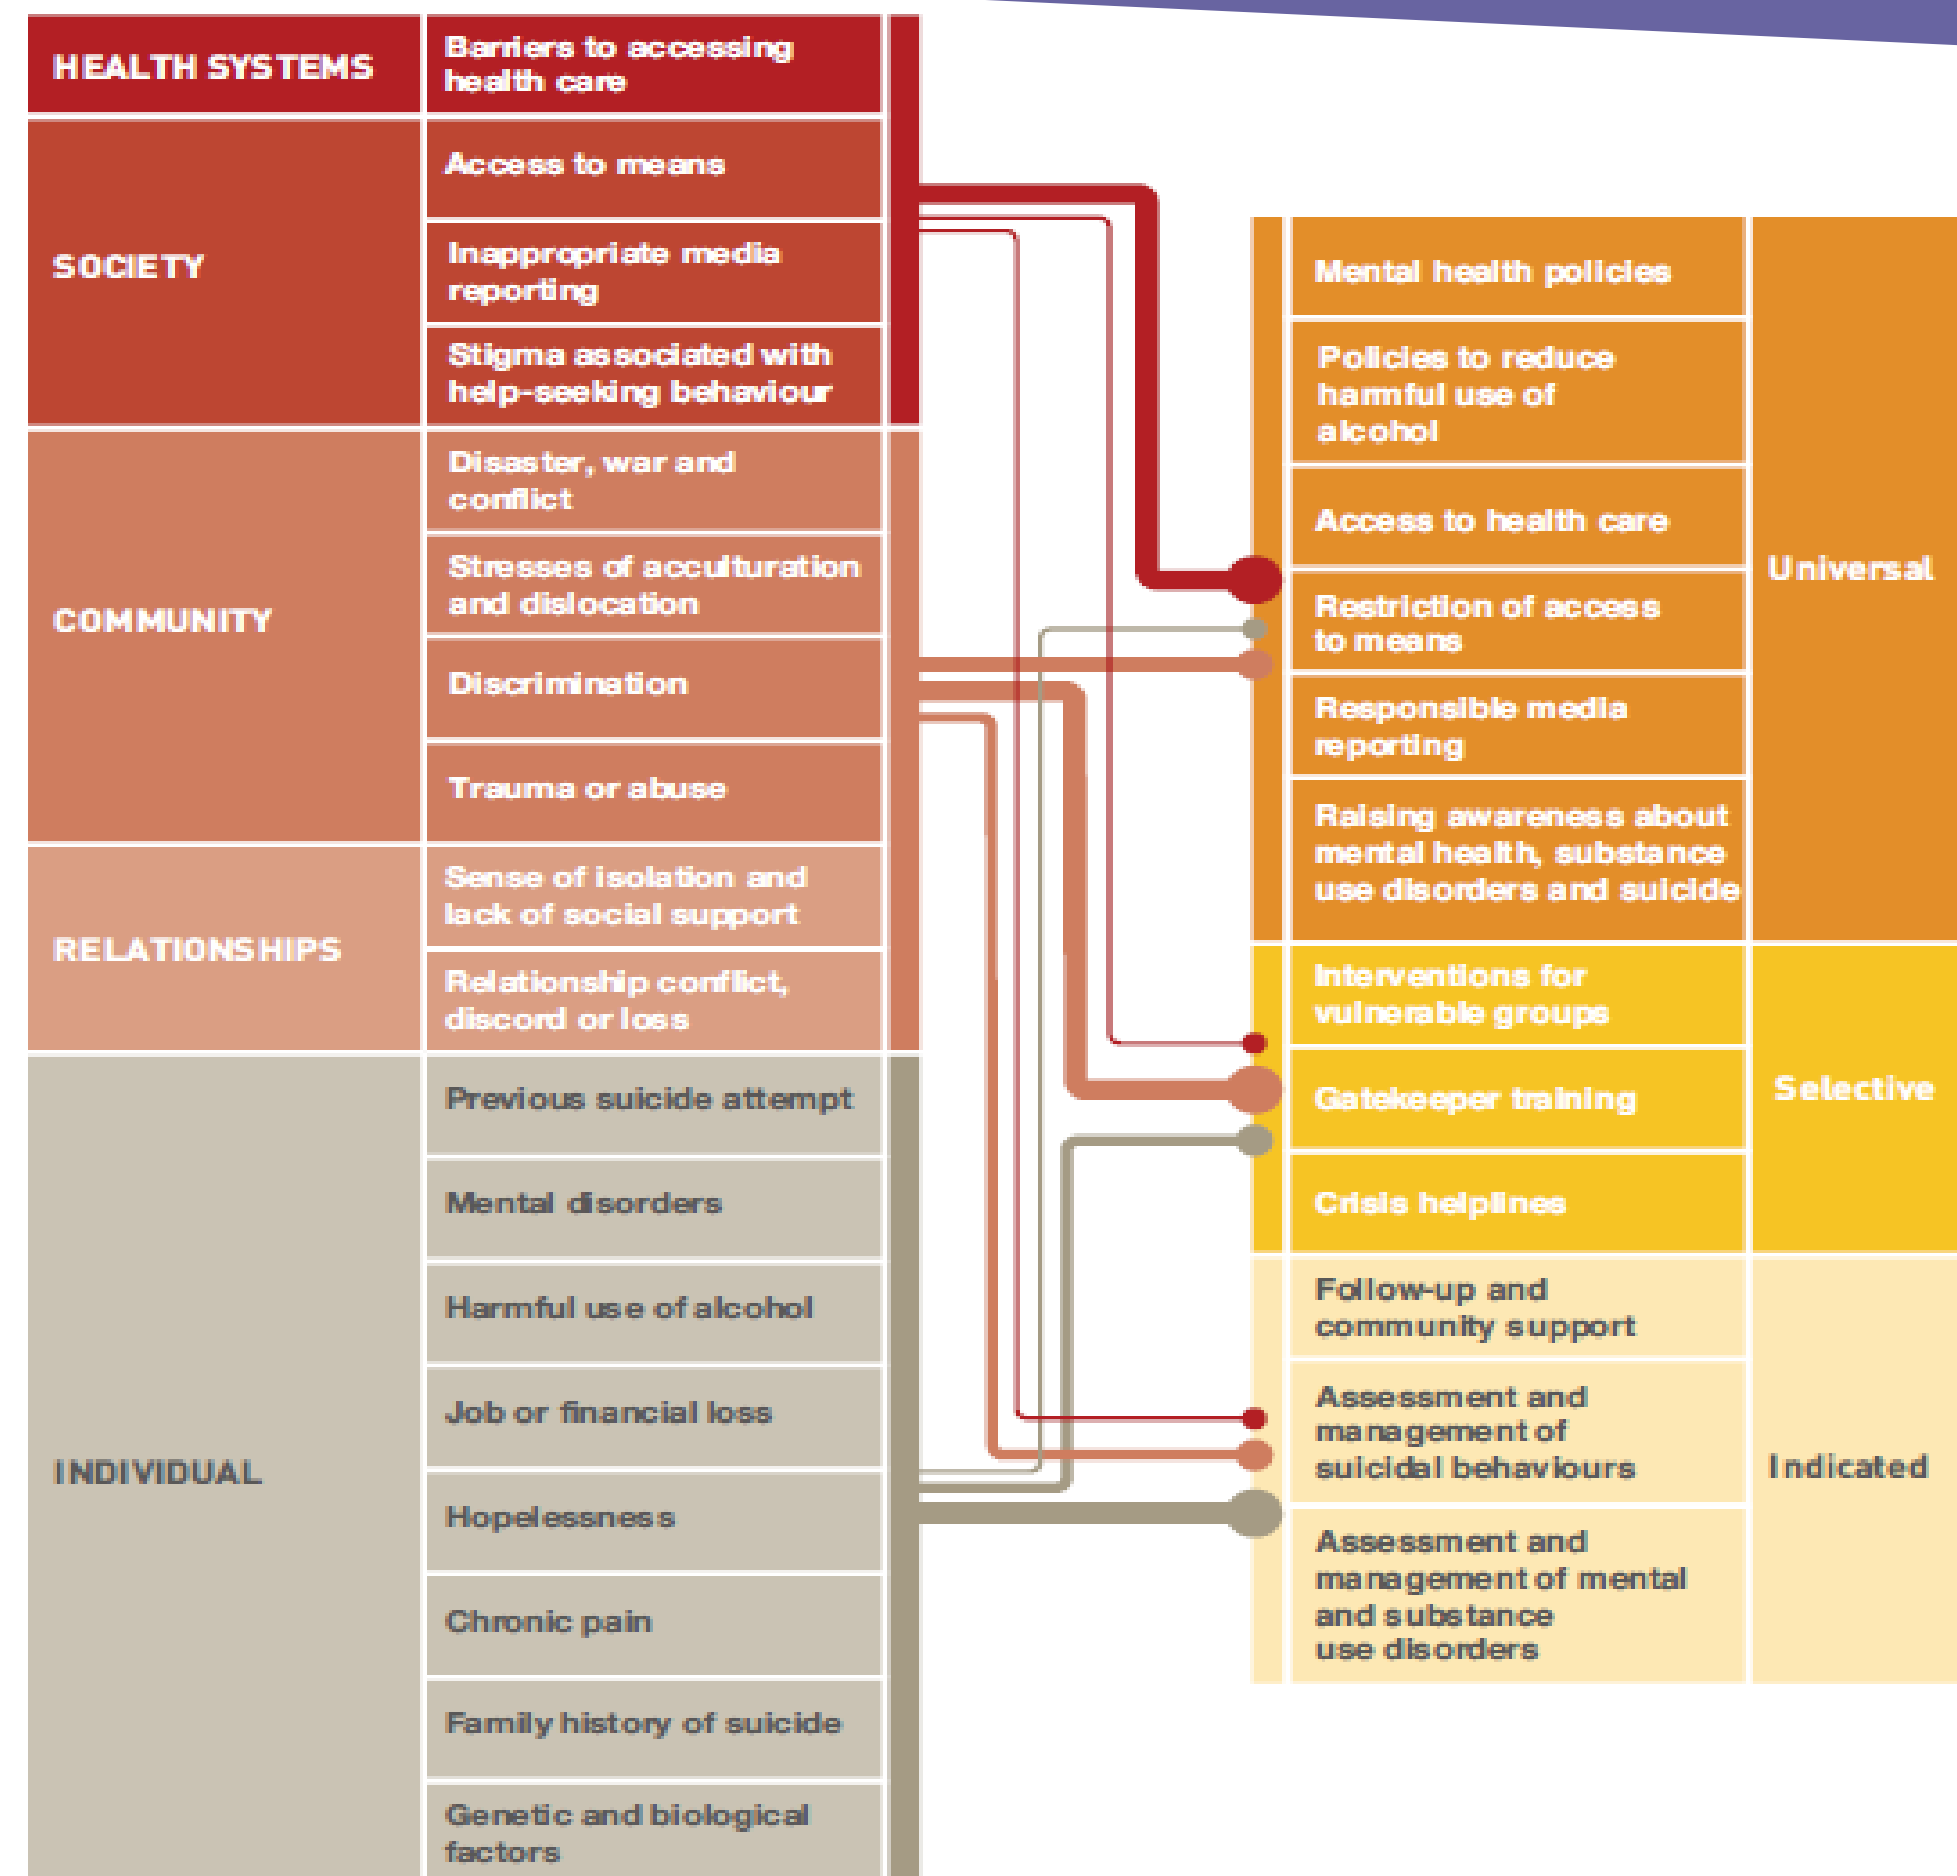 HEALTH SYSTEMS
Barriers to accessing
health care
SOCIETY
Access to means
Inappropriate media
reporting
Stigma associated with
help-seeking behaviour
COMMUNITY
Disaster, war and
conflict
Stresses of acculturation
and dislocation
Discrimination
Trauma or abuse
RELATIONSHIPS
Sense of isolation and
lack of social support
Relationship conflict,
discord or loss
INDIVIDUAL
Previous suicide attempt
Mental disorders
Harmful use of alcohol
Job or financial loss
Hopelessness
Chronic pain
Family history of suicide
Genetic and biological
factors
Mental health policies
Policies to reduce
harmful use of
alcohol
Access to health care
Restriction of access
to means
Responsible media
reporting
Raising awareness about
mental health, substance
use disorders and suicide
Universal
Interventions for
vulnerable groups
Gatekeeper training
Crisis helplines
Selective
Follow-up and
community support
Assessment and
management of
suicidal behaviours
Assessment and
management of mental
and substance
use disorders
Indicated